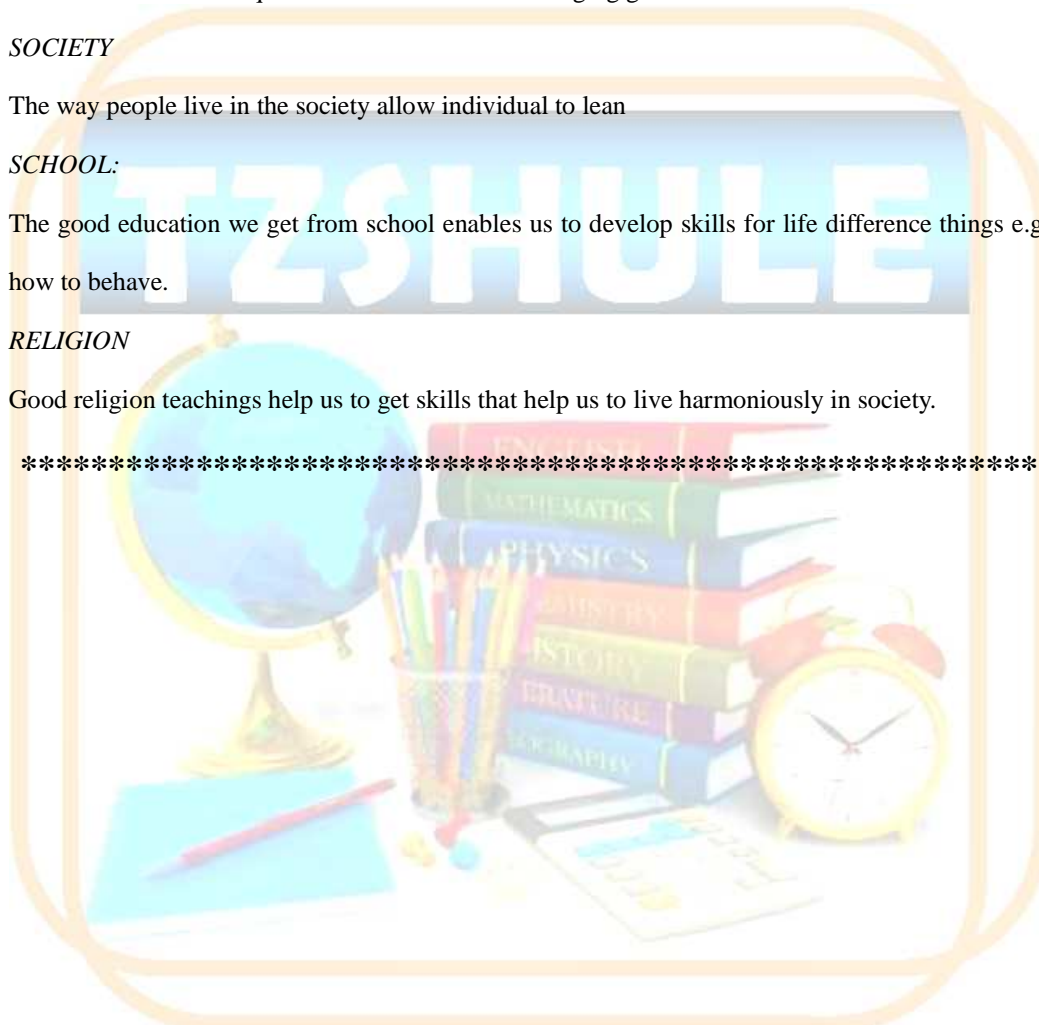 SOCIETY
The way people live in the society allow individual to lean
SCHOOL:
The good education we get from school enables us to develop skills for life difference things e.g
how to behave.
RELIGION
Good religion teachings help us to get skills that help us to live harmoniously in society.
***********************************************************
TZSHULE
ENGLISH
MATHEMATICS
PHYSICS